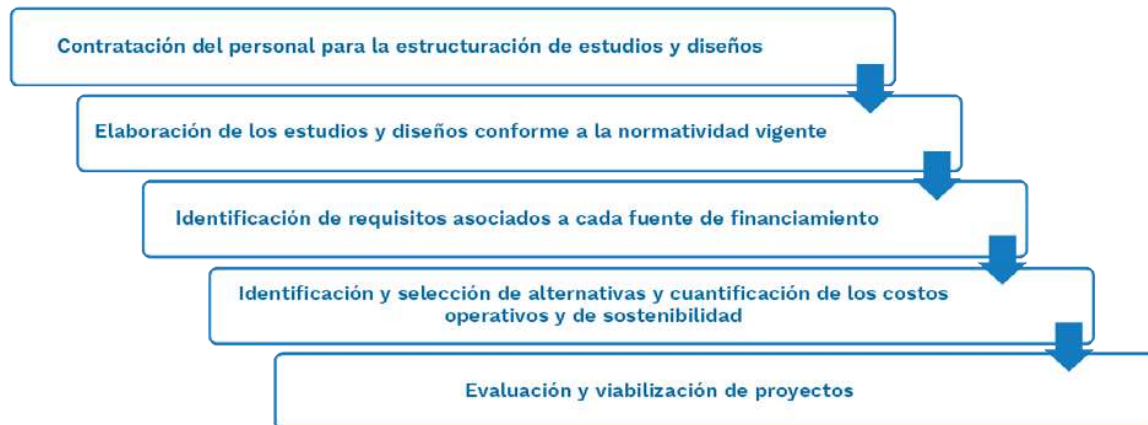 Contratación del personal para la estructuración de estudios y diseños
Elaboración de los estudios y diseños conforme a la normatividad vigente
Identificación de requisitos asociados a cada fuente de financiamiento
Identificación y selección de alternativas y cuantificación de los costos
operativos y de sostenibilidad
Evaluación y viabilización de proyectos